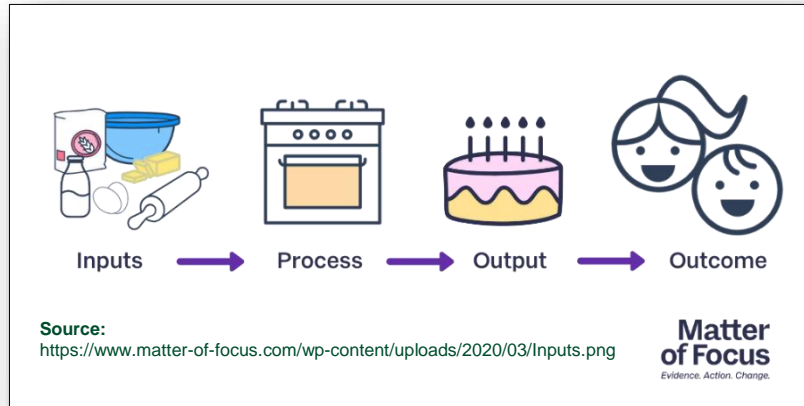 Inputs
Process
Output
Outcome
Source:
https://www.matter-of-focus.com/wp-content/uploads/2020/03/Inputs.png
Matter
of Focus
Evidence. Action. Change.